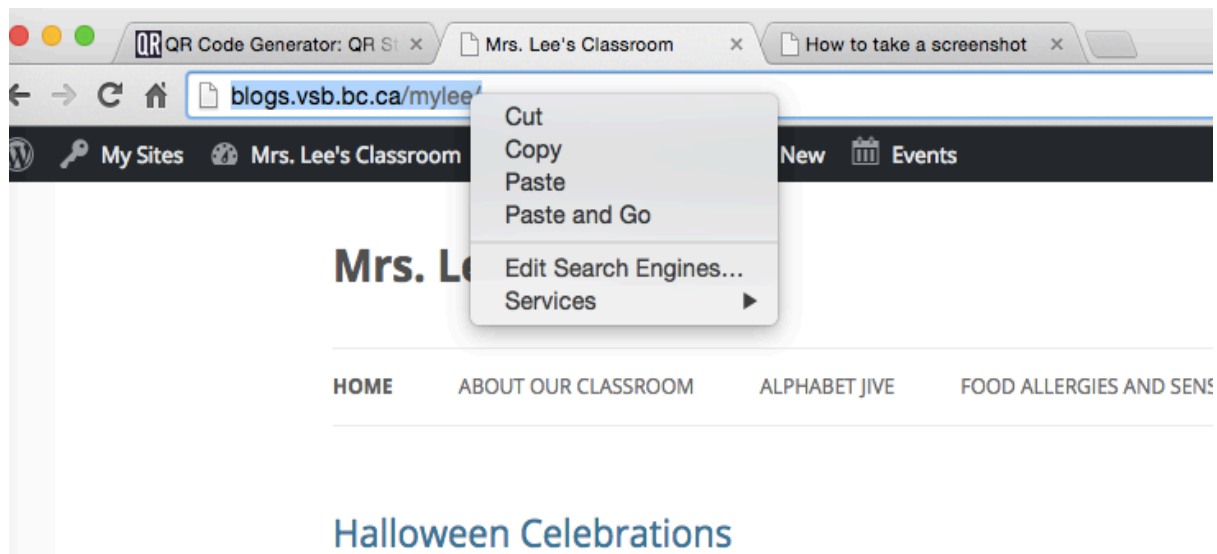 QR QR Code Generator: QR St
Mrs. Lee's Classroom
How to take a screenshot
blogs.vsb.bc.ca/mylee/
My Sites Mrs. Lee's Classroom New Events
Cut
Copy
Paste
Paste and Go
Edit Search Engines...
Services
Mrs. Le
HOME ABOUT OUR CLASSROOM ALPHABET JIVE FOOD ALLERGIES AND SENS
Halloween Celebrations